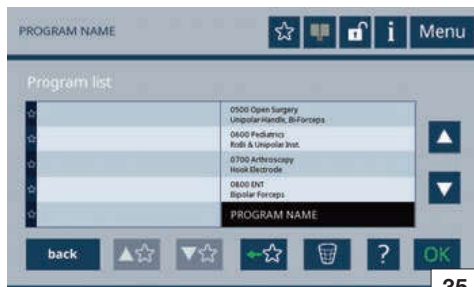 PROGRAM NAME
i Menu
Program list
0500 Open Surgery
Unipolar Handle, Bi-Forceps
0600 Pediatrics
RoBi & Unipolar Inst.
0700 Arthroscopy
Hook Electrode
0800 ENT
Bipolar Forceps
PROGRAM NAME
back ? OK
35